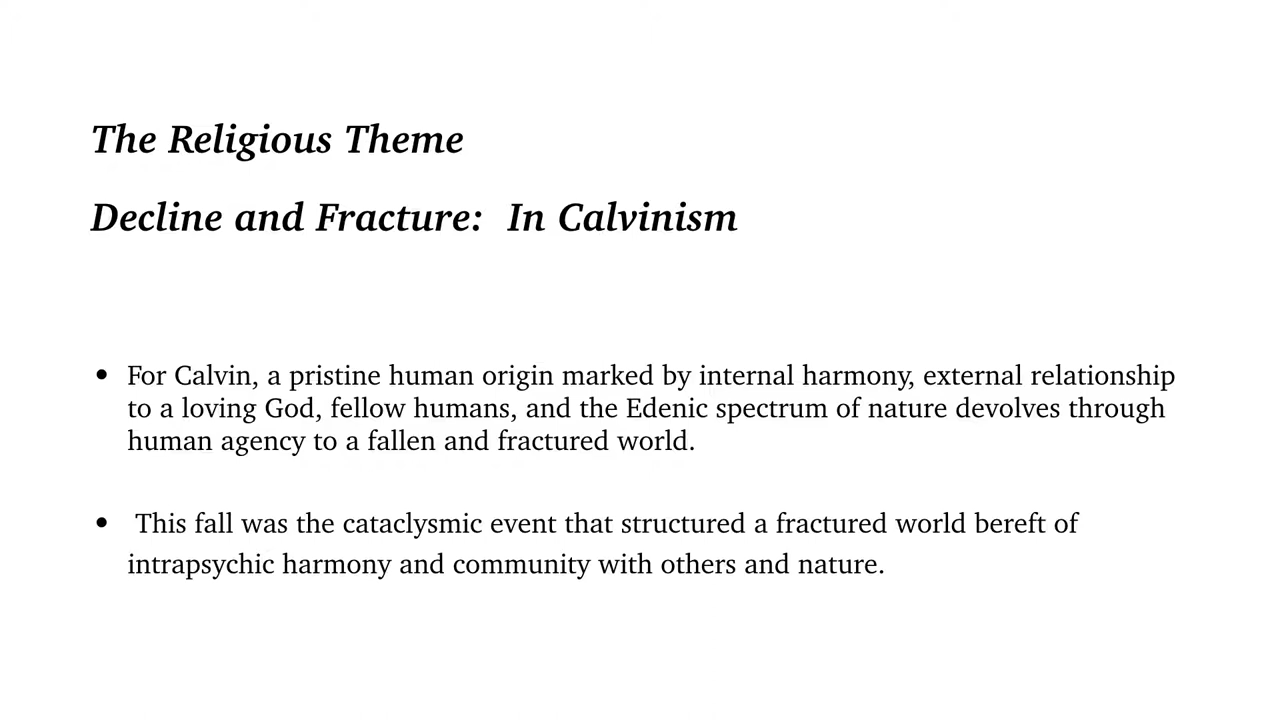 The Religious Theme
Decline and Fracture:  In Calvinism
• For Calvin, a pristine human origin marked by internal harmony, external relationship
to a loving God, fellow humans, and the Edenic spectrum of nature devolves through
human agency to a fallen and fractured world.
•  This fall was the cataclysmic event that structured a fractured world bereft of
intrapsychic harmony and community with others and nature.